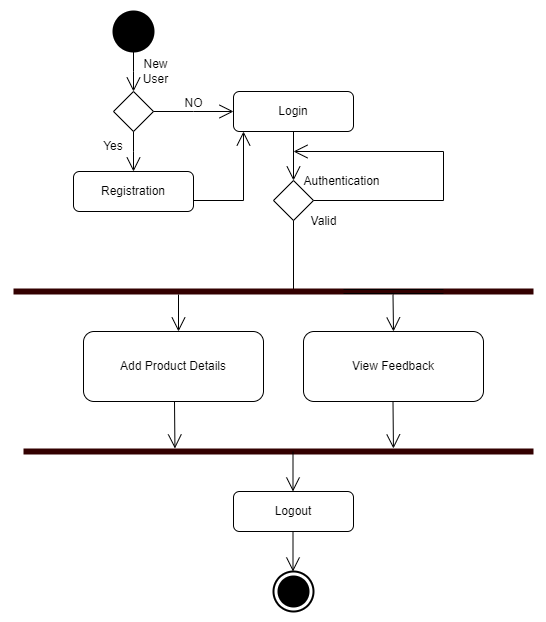 New
User
NO
Login
Yes
Registration
Authentication
Valid
Add Product Details
View Feedback
Logout